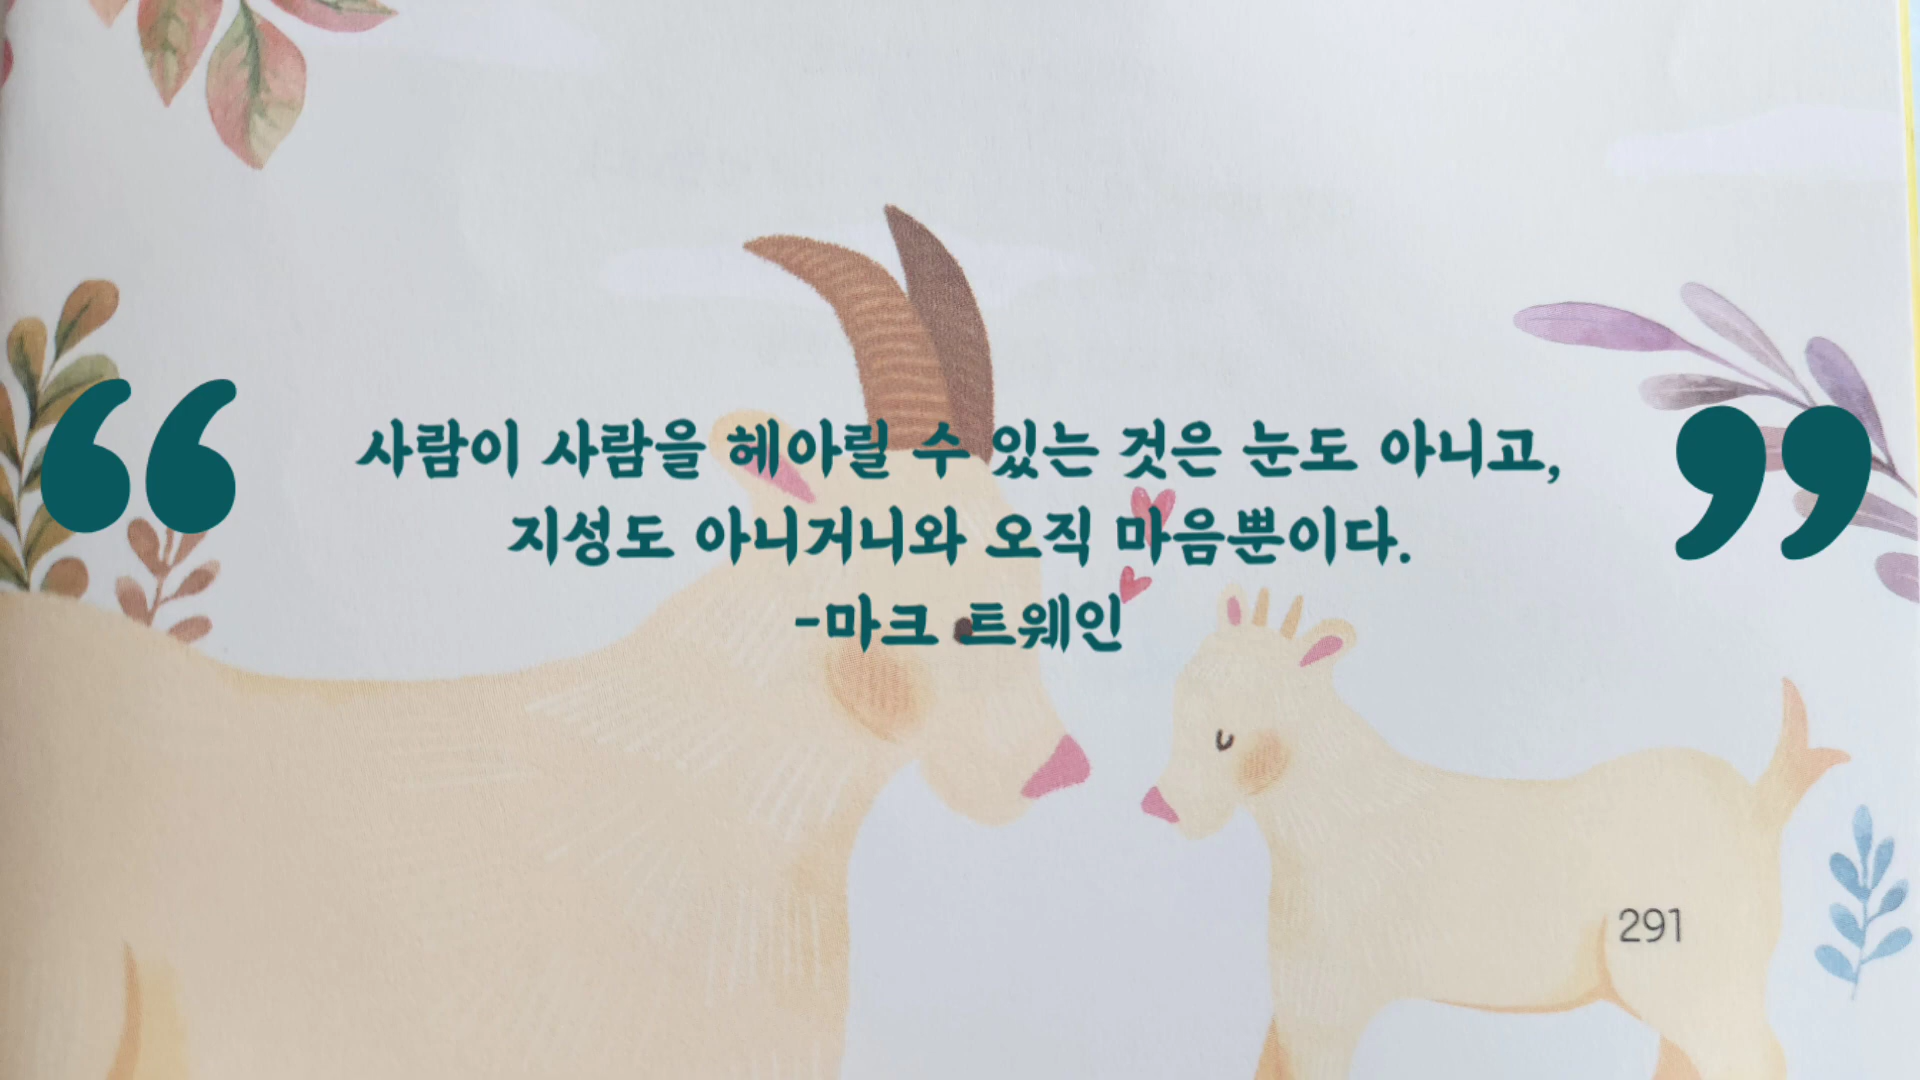 “사람이 사람을 헤아릴 수 있는 것은 눈도 아니고,
지성도 아니거니와 오직 마음뿐이다.”
-마크 트웨인
291